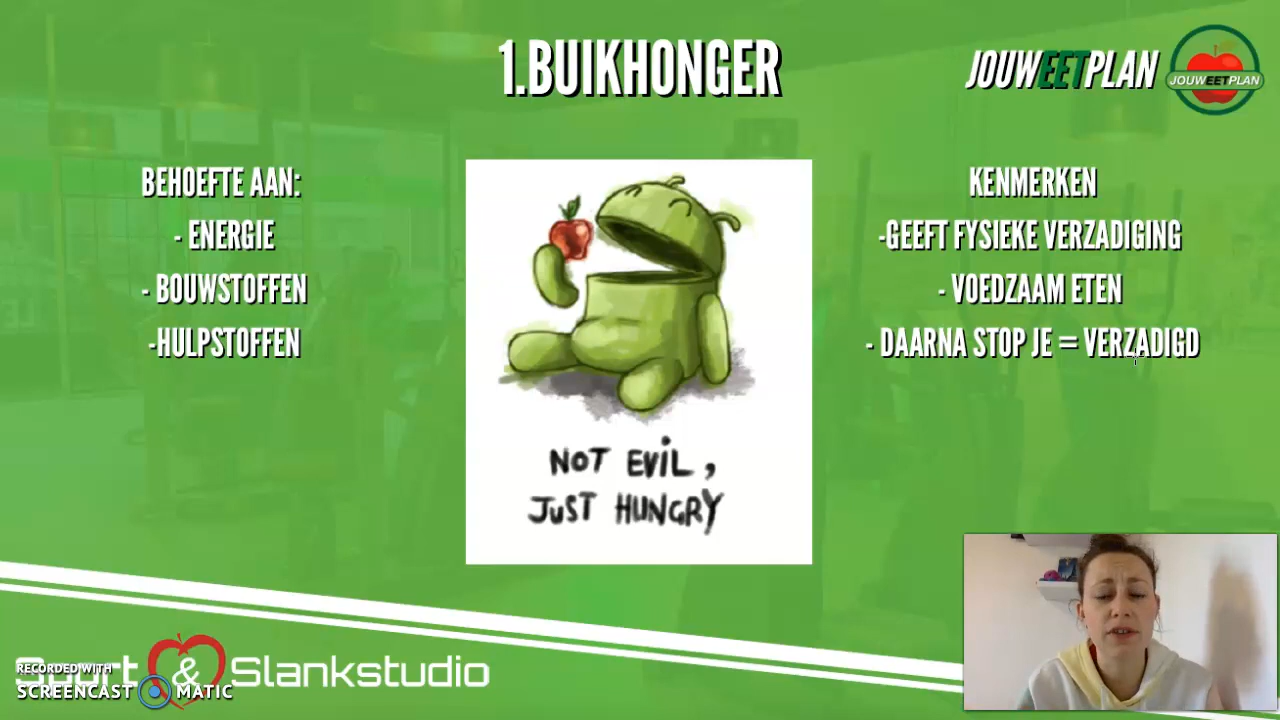 1.BUIKHONGER
JOUWEETPLAN
JOUWEETPLAN
BEHOEFTE AAN:
- ENERGIE
- BOUWSTOFFEN
-HULPSTOFFEN
KENMERKEN
-GEEFT FYSIEKE VERZADIGING
- VOEDZAAM ETEN
- DAARNA STOP JE = VERZADIGD
NOT EVIL,
JUST HUNGRY
Sport & Slankstudio
RECORDED WITH
SCREENCAST MATIC